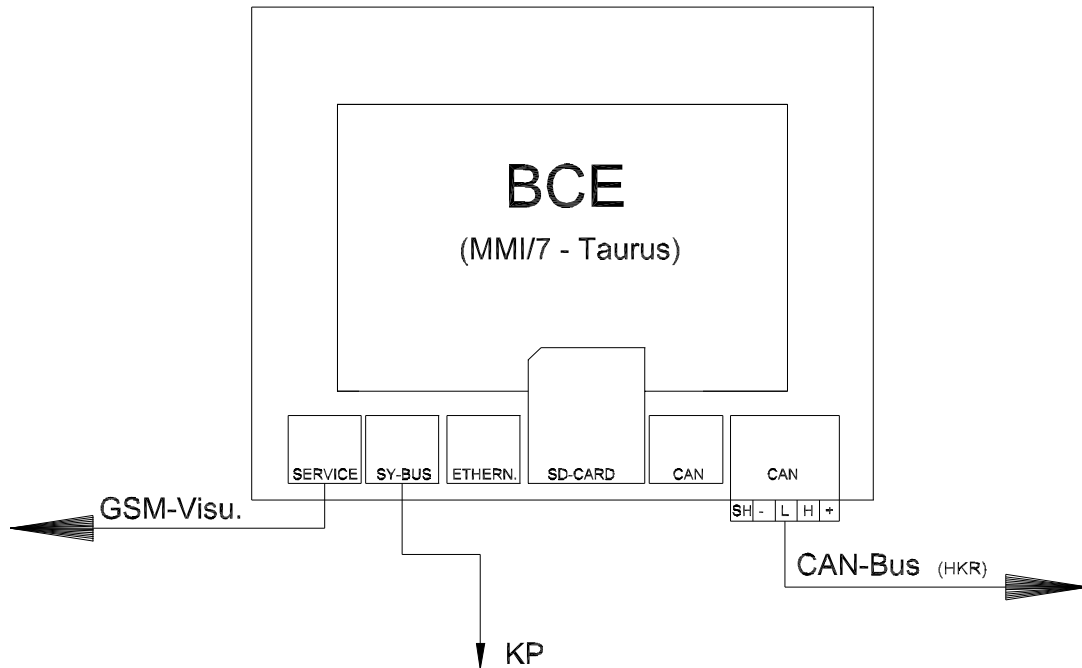 BCE
(MMI/7 - Taurus)
SERVICE
SY-BUS
ETHERN.
SD-CARD
CAN
CAN
SH - L H +
GSM-Visu.
CAN-Bus (HKR)
KP